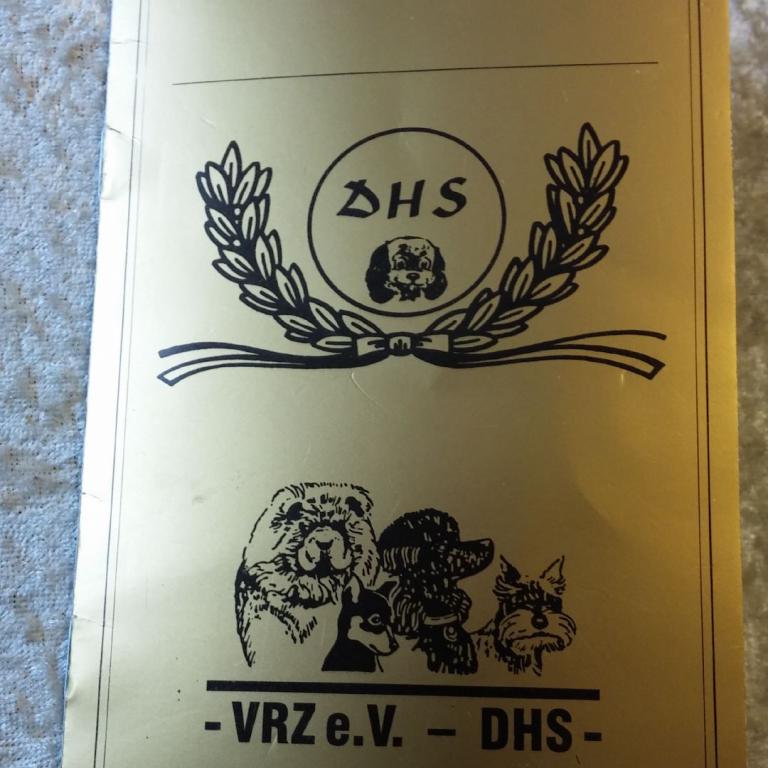 DHS
- VRZ e.V. – DHS -